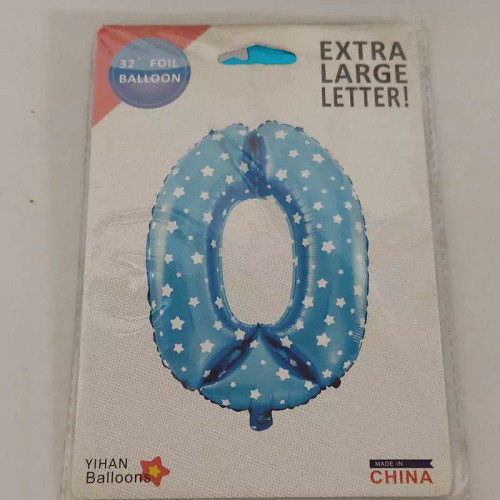 32" FOIL
BALLOON
EXTRA
LARGE
LETTER!
YIHAN
Balloons
MADE IN
CHINA